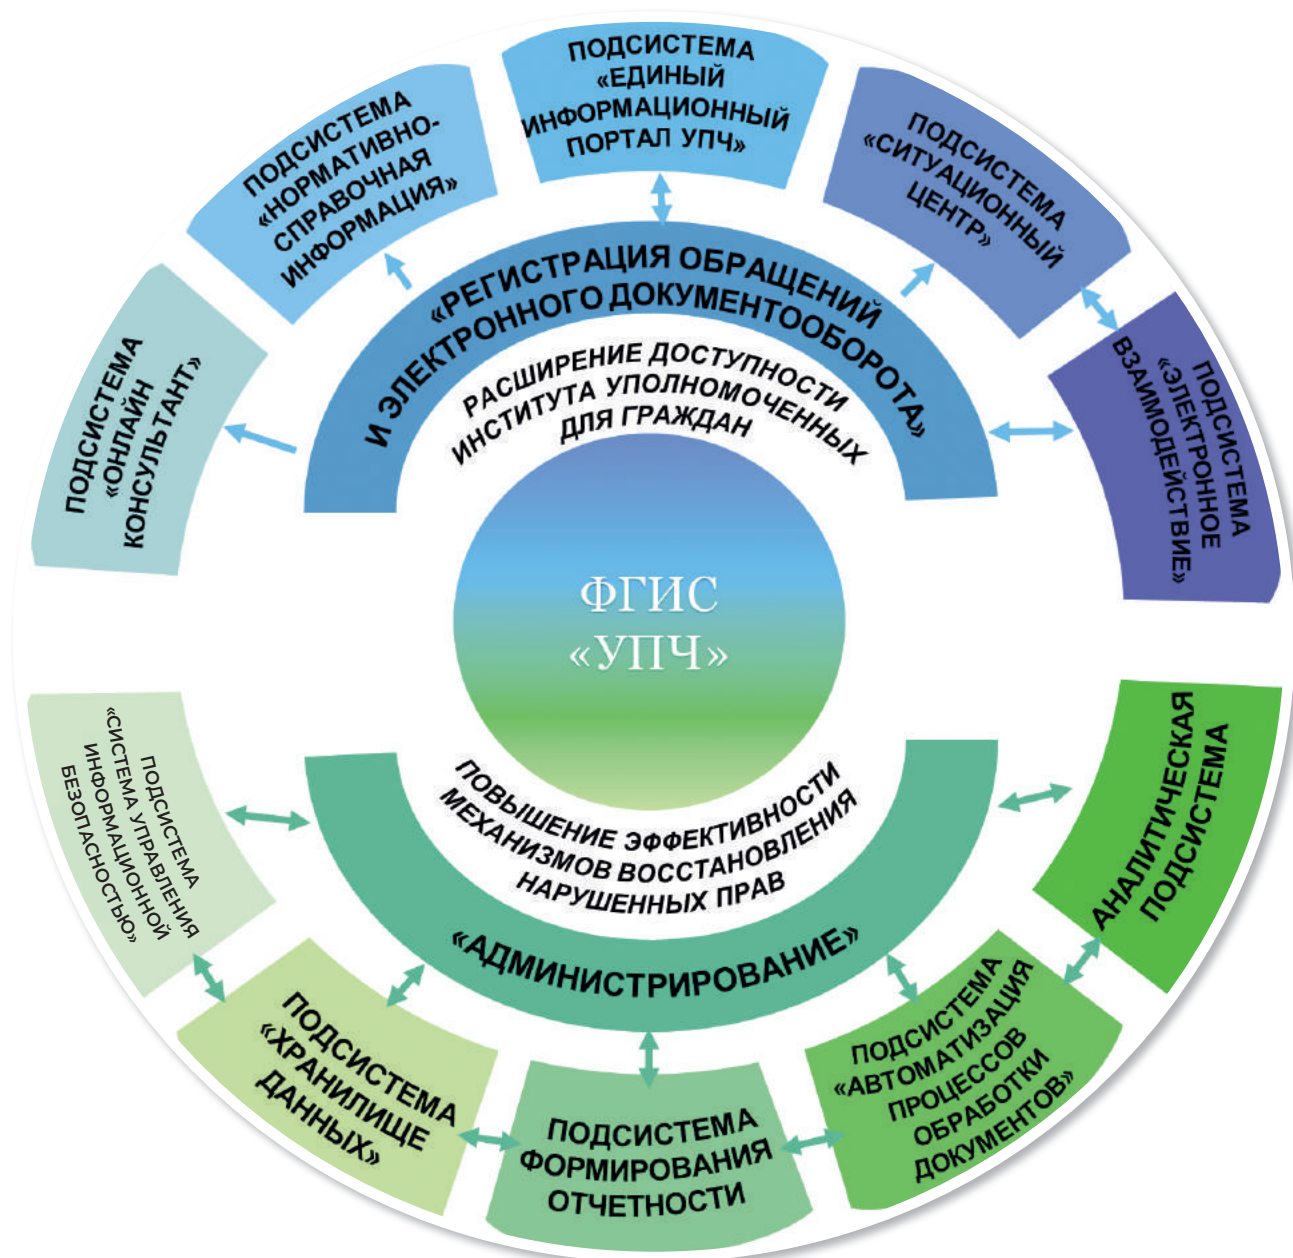 ПОДСИСТЕМА
«ЕДИНЫЙ
ИНФОРМАЦИОННЫЙ
ПОРТАЛ УПЧ»
ПОДСИСТЕМА
«СИТУАЦИОННЫЙ
ЦЕНТР»
ПОДСИСТЕМА
«ЭЛЕКТРОННОЕ
ВЗАИМОДЕЙСТВИЕ»
ПОДСИСТЕМА
«НОРМАТИВНО-
СПРАВОЧНАЯ
ИНФОРМАЦИЯ»
ПОДСИСТЕМА
«ОНЛАЙН
КОНСУЛЬТАНТ»
«РЕГИСТРАЦИЯ ОБРАЩЕНИЙ
И ЭЛЕКТРОННОГО ДОКУМЕНТООБОРОТА»
РАСШИРЕНИЕ ДОСТУПНОСТИ
ИНСТИТУТА УПОЛНОМОЧЕННЫХ
ДЛЯ ГРАЖДАН
ФГИС
«УПЧ»
ПОВЫШЕНИЕ ЭФФЕКТИВНОСТИ
МЕХАНИЗМОВ ВОССТАНОВЛЕНИЯ
НАРУШЕННЫХ ПРАВ
«АДМИНИСТРИРОВАНИЕ»
ПОДСИСТЕМА
«СИСТЕМА УПРАВЛЕНИЯ
ИНФОРМАЦИОННОЙ
БЕЗОПАСНОСТЬЮ»
ПОДСИСТЕМА
«ХРАНИЛИЩЕ
ДАННЫХ»
ПОДСИСТЕМА
ФОРМИРОВАНИЯ
ОТЧЕТНОСТИ
ПОДСИСТЕМА
«АВТОМАТИЗАЦИЯ
ПРОЦЕССОВ
ОБРАБОТКИ
ДОКУМЕНТОВ»
АНАЛИТИЧЕСКАЯ
ПОДСИСТЕМА